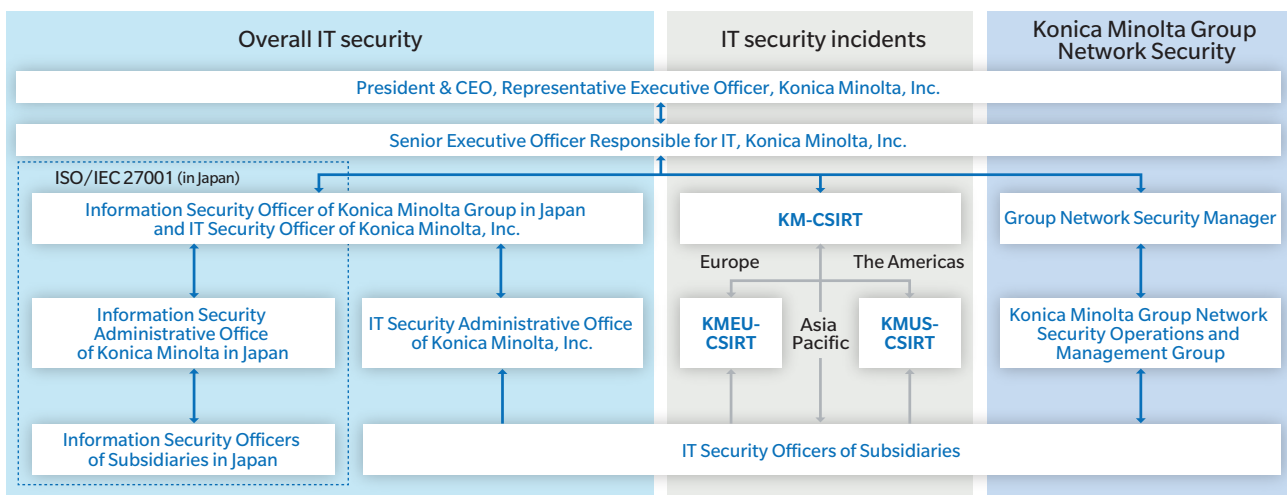 Overall IT security
IT security incidents
Konica Minolta Group
Network Security
President & CEO, Representative Executive Officer, Konica Minolta, Inc.
Senior Executive Officer Responsible for IT, Konica Minolta, Inc.
ISO/IEC 27001 (in Japan)
Information Security Officer of Konica Minolta Group in Japan
and IT Security Officer of Konica Minolta, Inc.
KM-CSIRT
Group Network Security Manager
Europe
The Americas
Information Security
Administrative Office
of Konica Minolta in Japan
IT Security Administrative Office
of Konica Minolta, Inc.
KMEU-
CSIRT
Asia
Pacific
KMUS-
CSIRT
Konica Minolta Group Network
Security Operations and
Management Group
Information Security Officers
of Subsidiaries in Japan
IT Security Officers of Subsidiaries